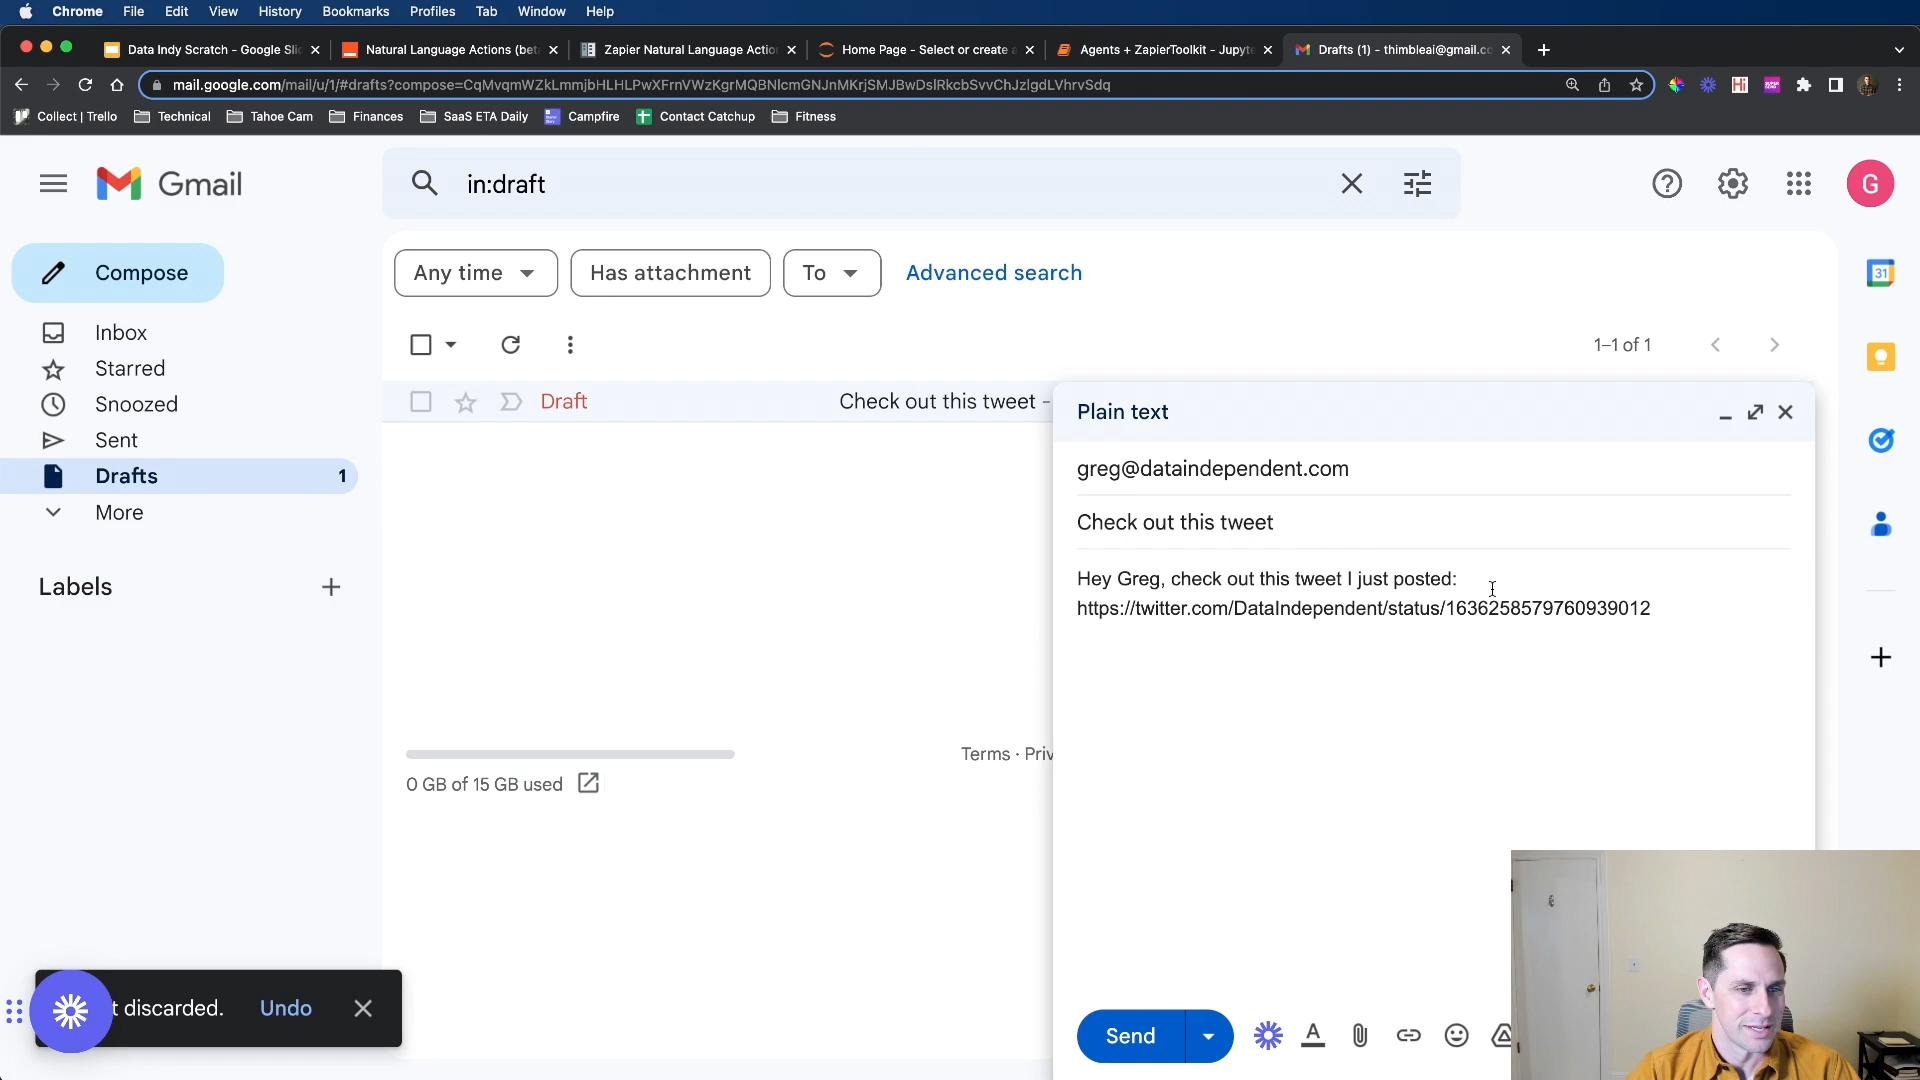 Chrome File Edit View History Bookmarks Profiles Tab Window Help
Data Indy Scratch - Google Slid
Natural Language Actions (beta
Zapier Natural Language Action
Home Page - Select or create a
Agents + ZapierToolkit - Jupyte
Drafts (1) - thimbleai@gmail.co
mail.google.com/mail/u/1/#drafts?compose=CqMvqmWZkLmmjbHLHLPwXFrnVWzKgrMQBNlcmGNJnMKrjSMJBwDslRkcbSvvChJzlgdLVhrvSdq
Hi
Collect | Trello Technical Tahoe Cam Finances SaaS ETA Daily Campfire Contact Catchup Fitness
Gmail
in:draft
G
Compose
Any time Has attachment To Advanced search
31
Inbox
1–1 of 1
Starred
Snoozed
Draft Check out this tweet -
Plain text
Sent
Drafts 1
greg@dataindependent.com
More
Check out this tweet
Labels
Hey Greg, check out this tweet I just posted:
https://twitter.com/DataIndependent/status/1636258579760939012
Terms · Priv
0 GB of 15 GB used
t discarded. Undo
Send